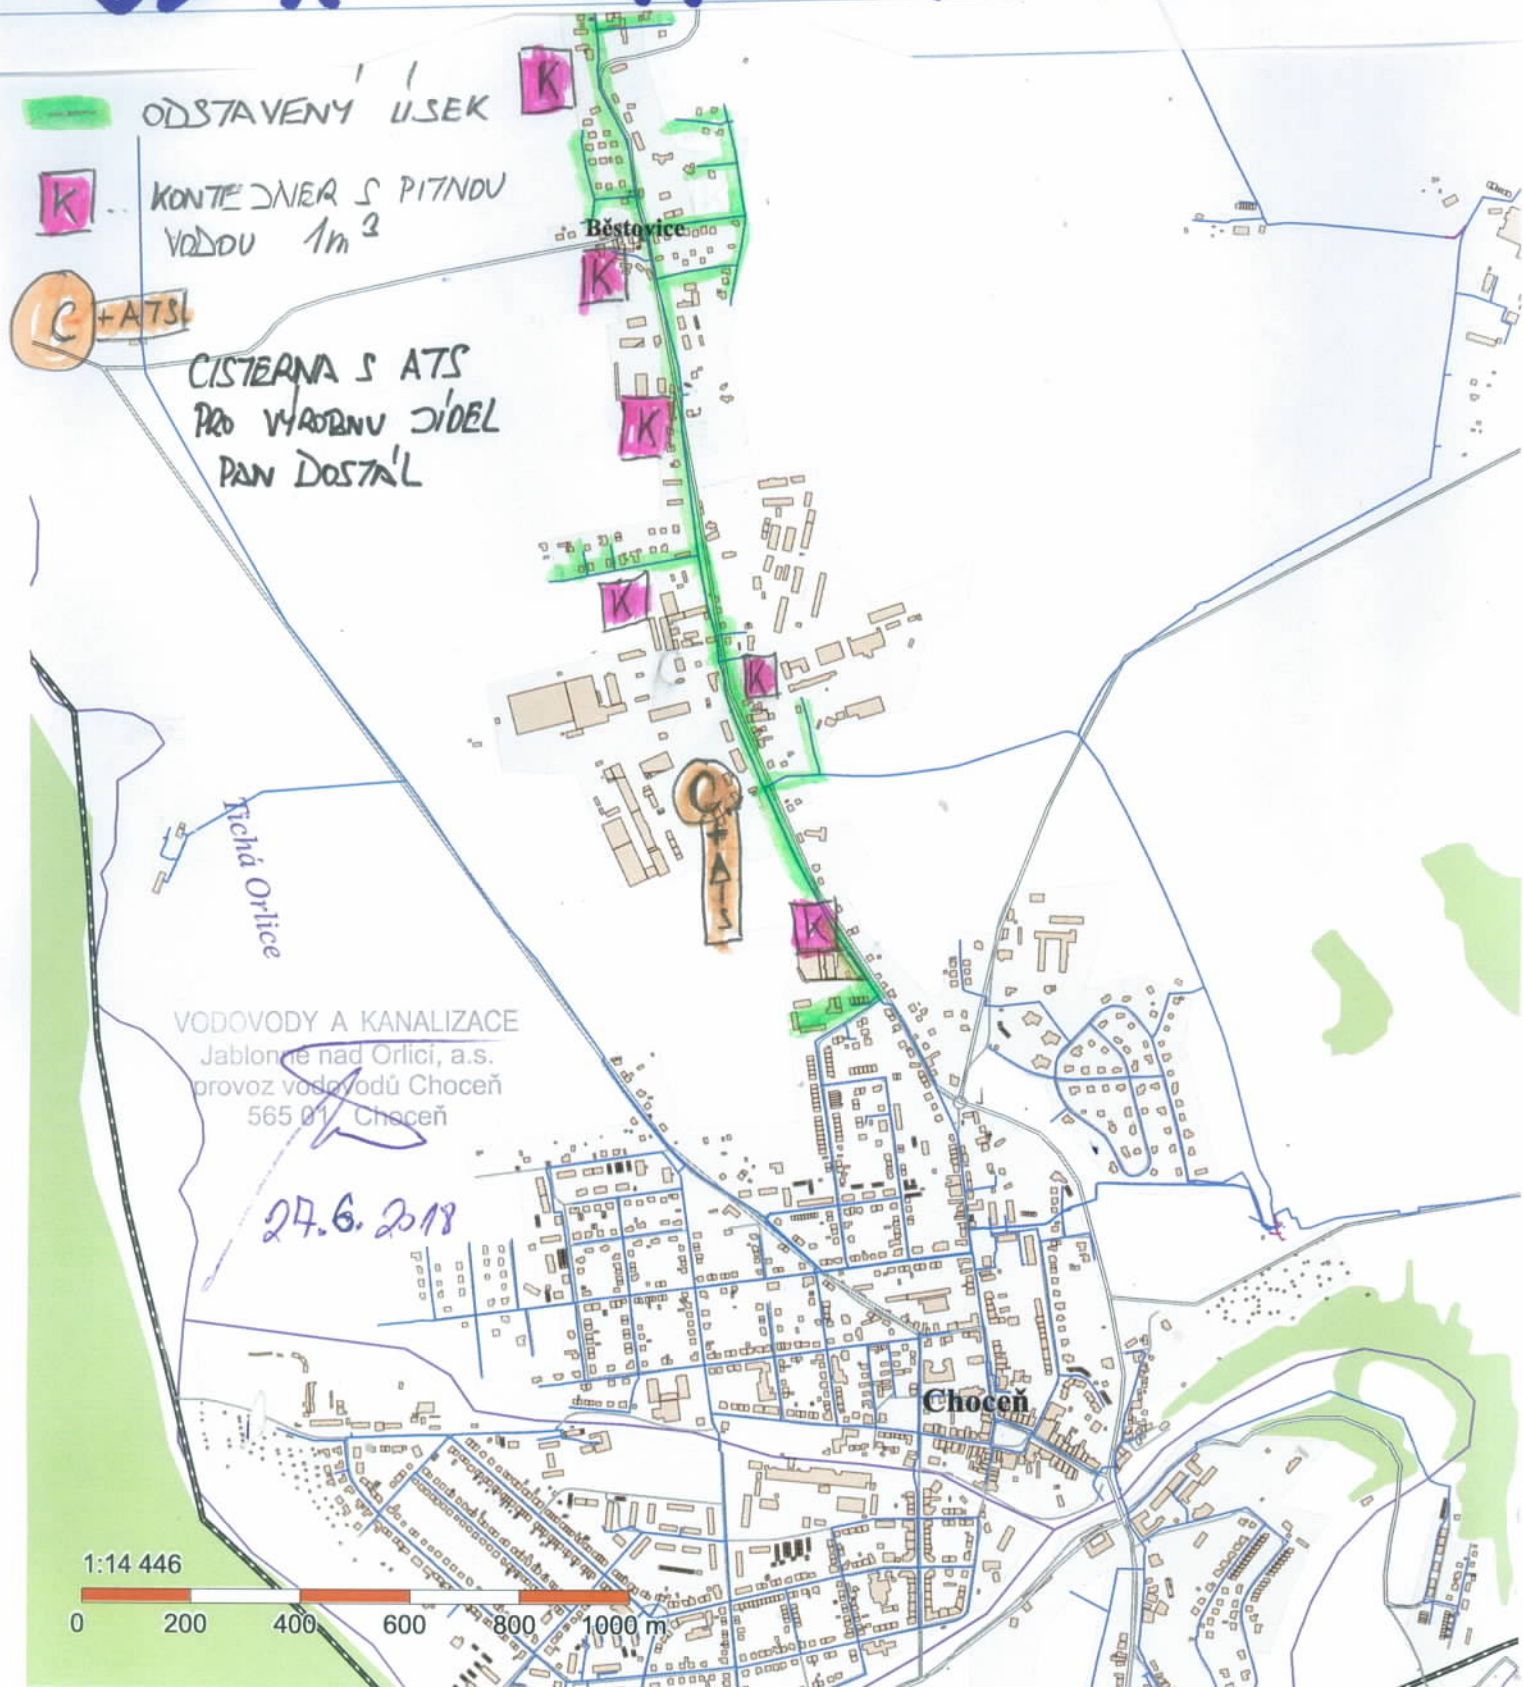 ODSTAVENÝ ÚSEK
K
K KONTEJNER S PITNOU
VODOU 1m³
Běstovice
K
C +ATS
CISTERNA S ATS
PRO VÝROBNU JÍDEL
PAN DOSTÁL
K
K
K
C
+ATS
K
Tichá Orlice
VODOVODY A KANALIZACE
Jablonné nad Orlicí, a.s.
provoz vodovodů Choceň
565 01 Choceň
27.6.2018
Choceň
1:14 446
0 200 400 600 800 1000 m